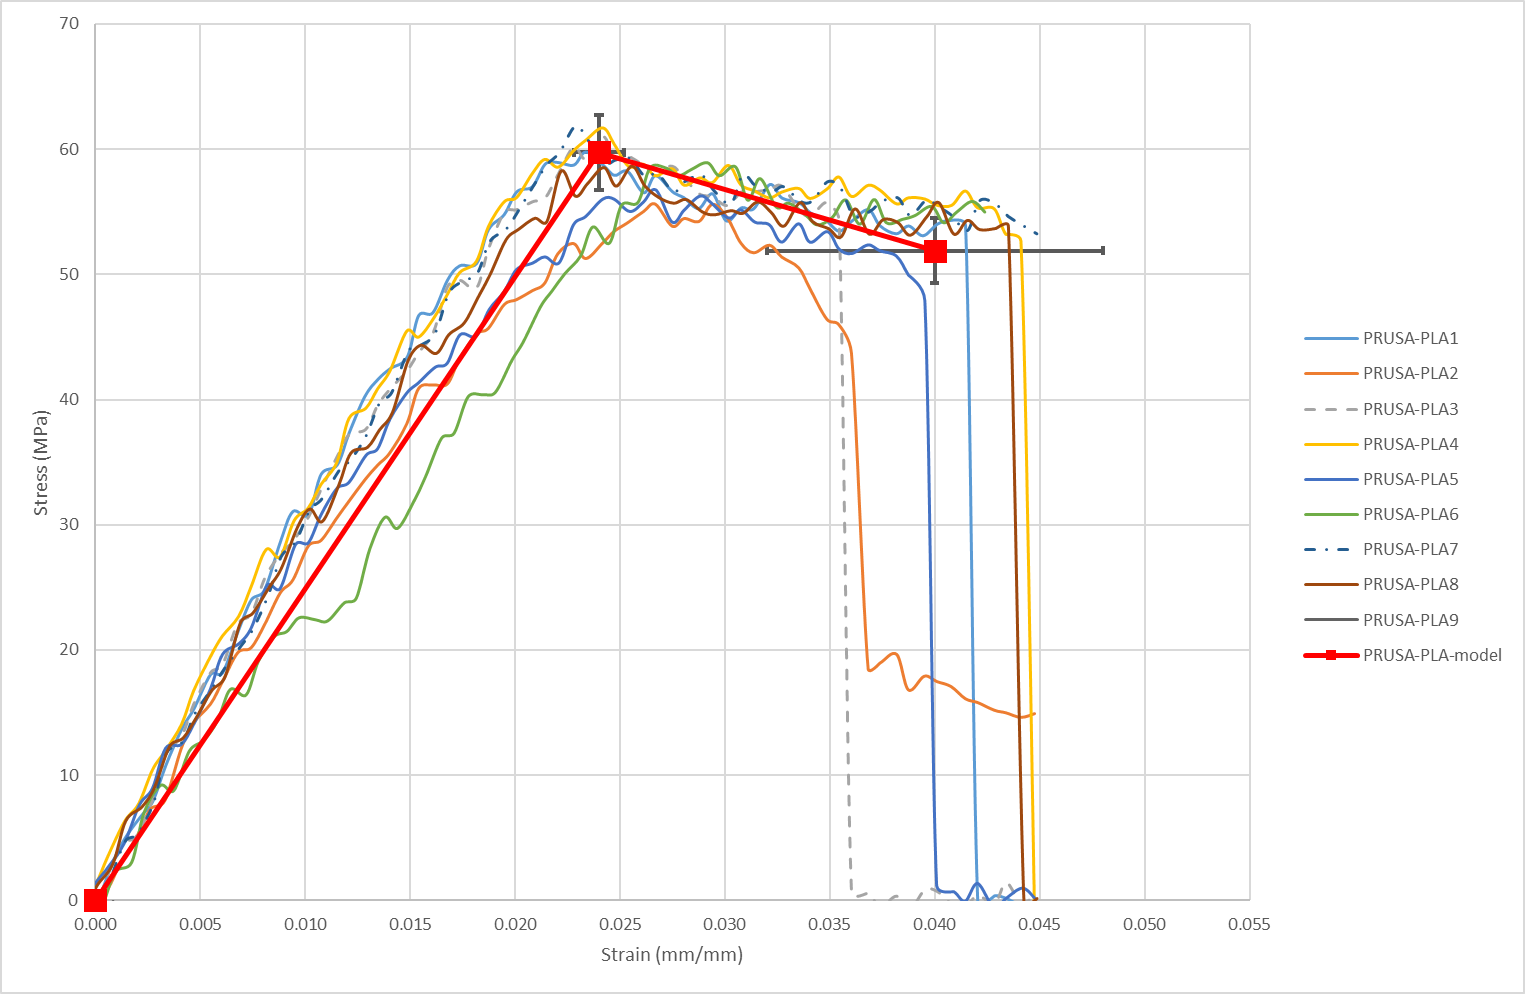 70
60
50
40
30
20
10
0
Stress (MPa)
0.000 0.005 0.010 0.015 0.020 0.025 0.030 0.035 0.040 0.045 0.050 0.055
Strain (mm/mm)
PRUSA-PLA1
PRUSA-PLA2
PRUSA-PLA3
PRUSA-PLA4
PRUSA-PLA5
PRUSA-PLA6
PRUSA-PLA7
PRUSA-PLA8
PRUSA-PLA9
PRUSA-PLA-model